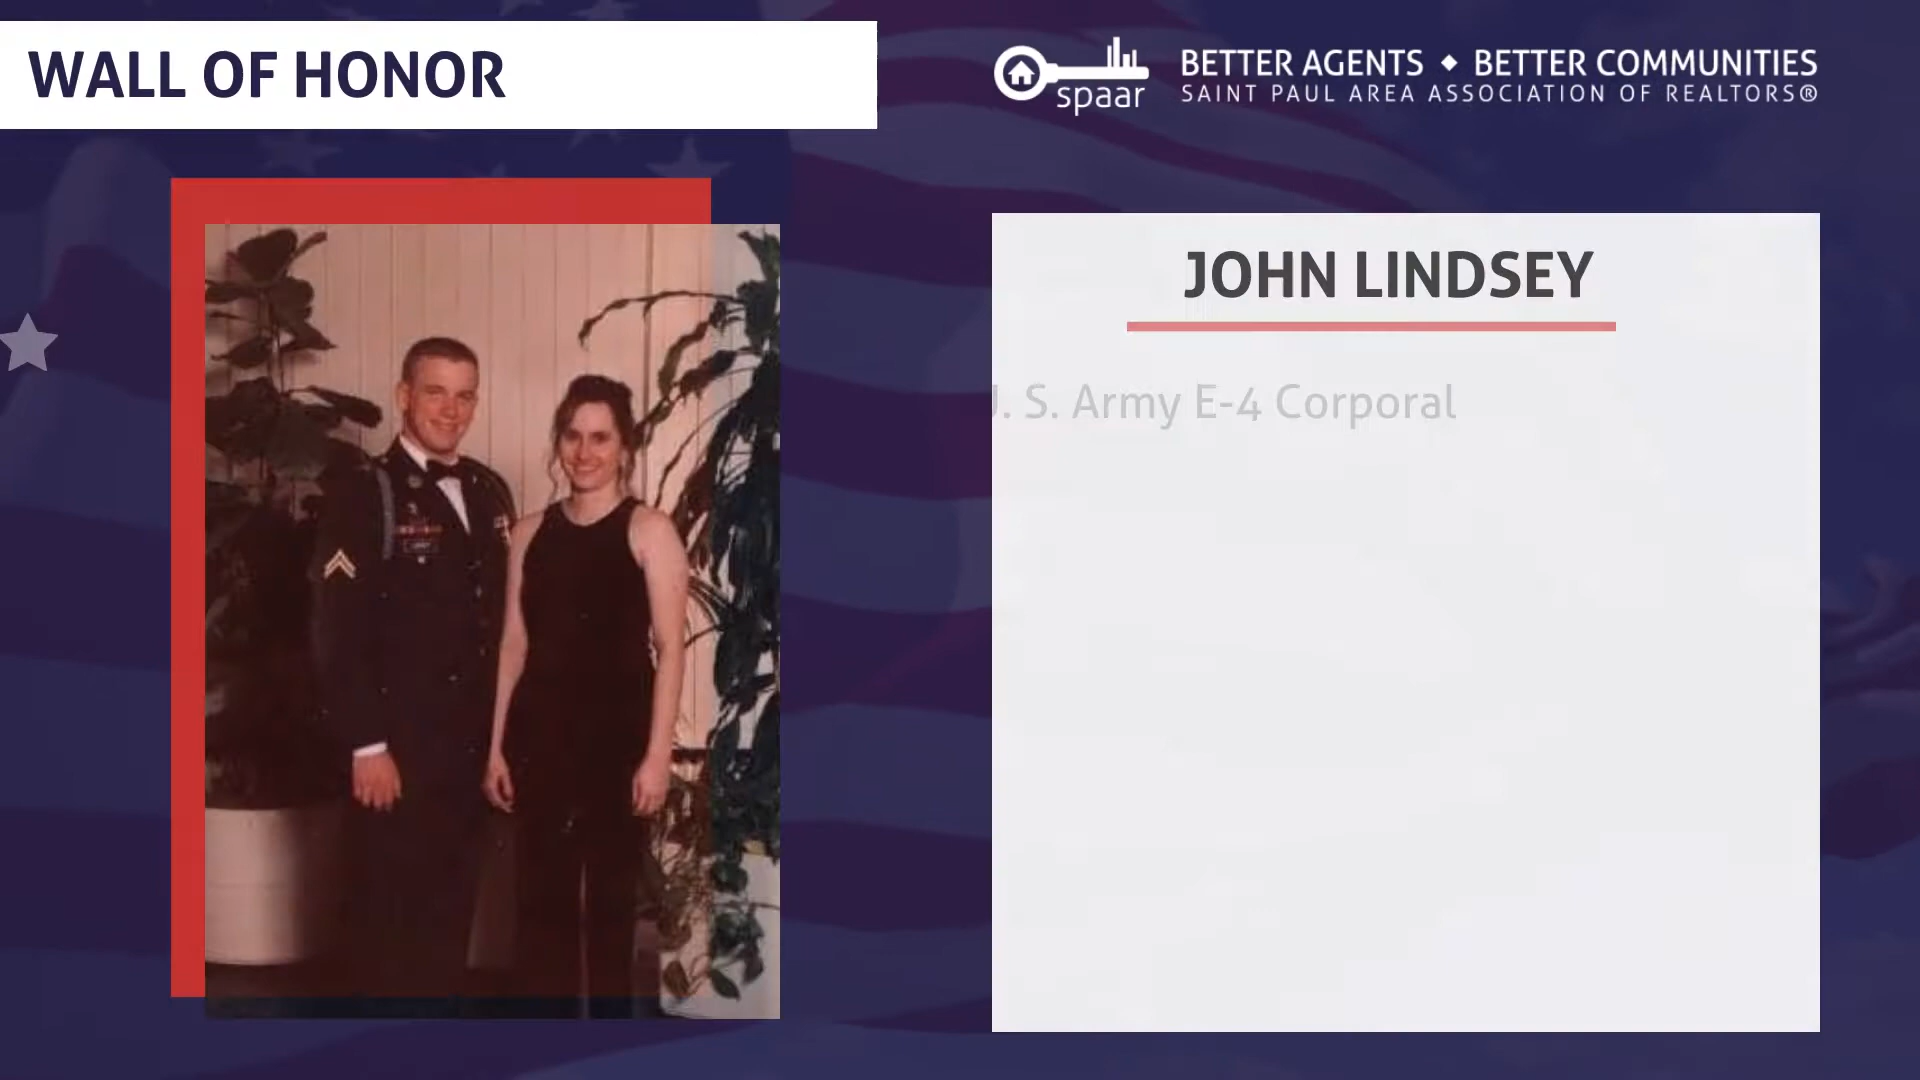 WALL OF HONOR
spaar
BETTER AGENTS ◆ BETTER COMMUNITIES
SAINT PAUL AREA ASSOCIATION OF REALTORS®
JOHN LINDSEY
J. S. Army E-4 Corporal